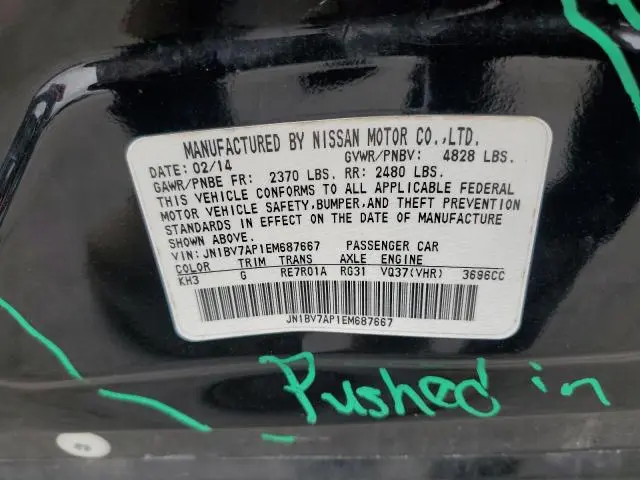 MANUFACTURED BY NISSAN MOTOR CO.,LTD.
DATE: 02/14 GVWR/PNBV: 4828 LBS.
GAWR/PNBE FR: 2370 LBS. RR: 2480 LBS.
THIS VEHICLE CONFORMS TO ALL APPLICABLE FEDERAL
MOTOR VEHICLE SAFETY,BUMPER,AND THEFT PREVENTION
STANDARDS IN EFFECT ON THE DATE OF MANUFACTURE
SHOWN ABOVE.
VIN: JN1BV7AP1EM687667 PASSENGER CAR
COLOR TRIM TRANS AXLE ENGINE
KH3 G RE7R01A RG31 VQ37(VHR) 3696CC
JN1BV7AP1EM687667
Pushed in